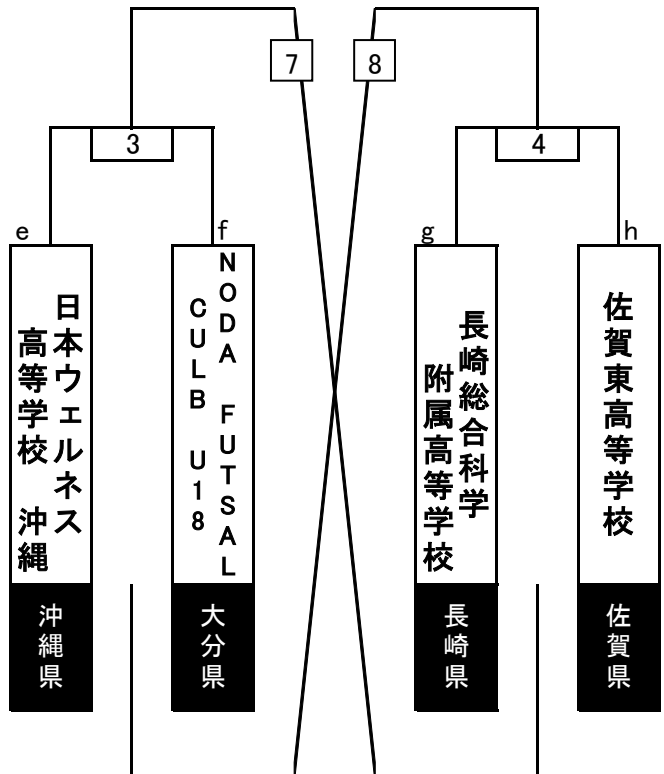 7
8
3
4
e
f
g
h
日本ウェルネス
高等学校 沖縄
NODA FUTSAL
CULB U18
長崎総合科学
附属高等学校
佐賀東高等学校
沖縄県
大分県
長崎県
佐賀県